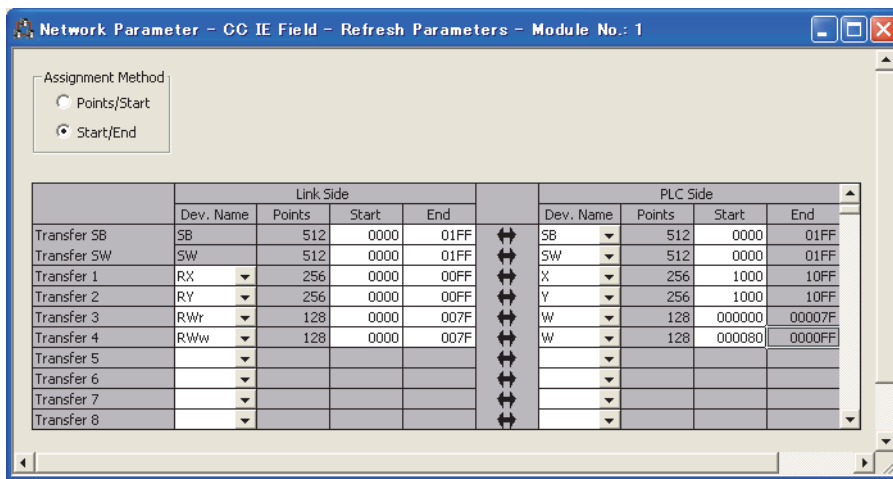 Network Parameter - CC IE Field - Refresh Parameters - Module No.: 1
Assignment Method
Points/Start
Start/End
Link Side PLC Side
Dev. Name Points Start End Dev. Name Points Start End
Transfer SB SB 512 0000 01FF SB 512 0000 01FF
Transfer SW SW 512 0000 01FF SW 512 0000 01FF
Transfer 1 RX 256 0000 00FF X 256 1000 10FF
Transfer 2 RY 256 0000 00FF Y 256 1000 10FF
Transfer 3 RWr 128 0000 007F W 128 000000 00007F
Transfer 4 RWw 128 0000 007F W 128 000080 0000FF
Transfer 5
Transfer 6
Transfer 7
Transfer 8